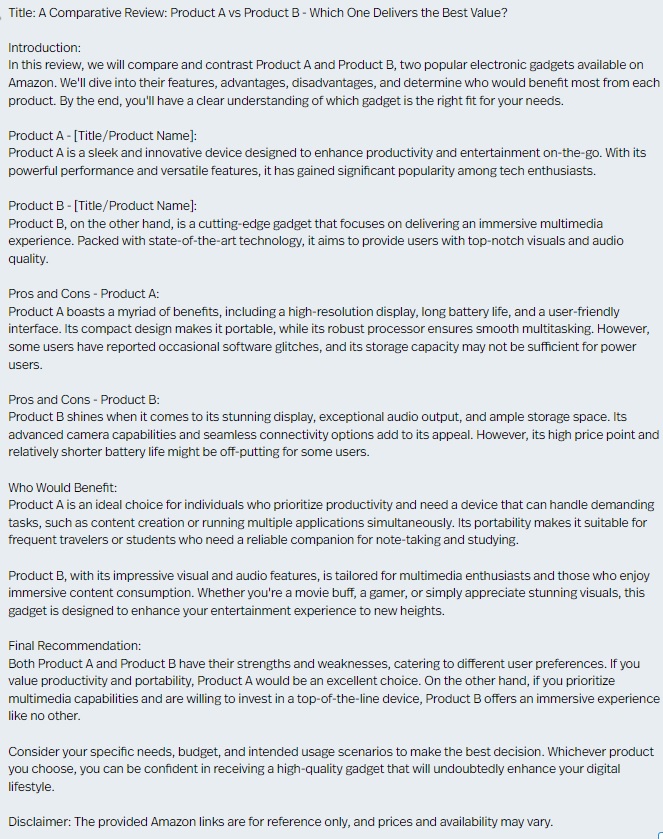 Title: A Comparative Review: Product A vs Product B - Which One Delivers the Best Value?
Introduction:
In this review, we will compare and contrast Product A and Product B, two popular electronic gadgets available on
Amazon. We'll dive into their features, advantages, disadvantages, and determine who would benefit most from each
product. By the end, you'll have a clear understanding of which gadget is the right fit for your needs.
Product A - [Title/Product Name]:
Product A is a sleek and innovative device designed to enhance productivity and entertainment on-the-go. With its
powerful performance and versatile features, it has gained significant popularity among tech enthusiasts.
Product B - [Title/Product Name]:
Product B, on the other hand, is a cutting-edge gadget that focuses on delivering an immersive multimedia
experience. Packed with state-of-the-art technology, it aims to provide users with top-notch visuals and audio
quality.
Pros and Cons - Product A:
Product A boasts a myriad of benefits, including a high-resolution display, long battery life, and a user-friendly
interface. Its compact design makes it portable, while its robust processor ensures smooth multitasking. However,
some users have reported occasional software glitches, and its storage capacity may not be sufficient for power
users.
Pros and Cons - Product B:
Product B shines when it comes to its stunning display, exceptional audio output, and ample storage space. Its
advanced camera capabilities and seamless connectivity options add to its appeal. However, its high price point and
relatively shorter battery life might be off-putting for some users.
Who Would Benefit:
Product A is an ideal choice for individuals who prioritize productivity and need a device that can handle demanding
tasks, such as content creation or running multiple applications simultaneously. Its portability makes it suitable for
frequent travelers or students who need a reliable companion for note-taking and studying.
Product B, with its impressive visual and audio features, is tailored for multimedia enthusiasts and those who enjoy
immersive content consumption. Whether you're a movie buff, a gamer, or simply appreciate stunning visuals, this
gadget is designed to enhance your entertainment experience to new heights.
Final Recommendation:
Both Product A and Product B have their strengths and weaknesses, catering to different user preferences. If you
value productivity and portability, Product A would be an excellent choice. On the other hand, if you prioritize
multimedia capabilities and are willing to invest in a top-of-the-line device, Product B offers an immersive experience
like no other.
Consider your specific needs, budget, and intended usage scenarios to make the best decision. Whichever product
you choose, you can be confident in receiving a high-quality gadget that will undoubtedly enhance your digital
lifestyle.
Disclaimer: The provided Amazon links are for reference only, and prices and availability may vary.